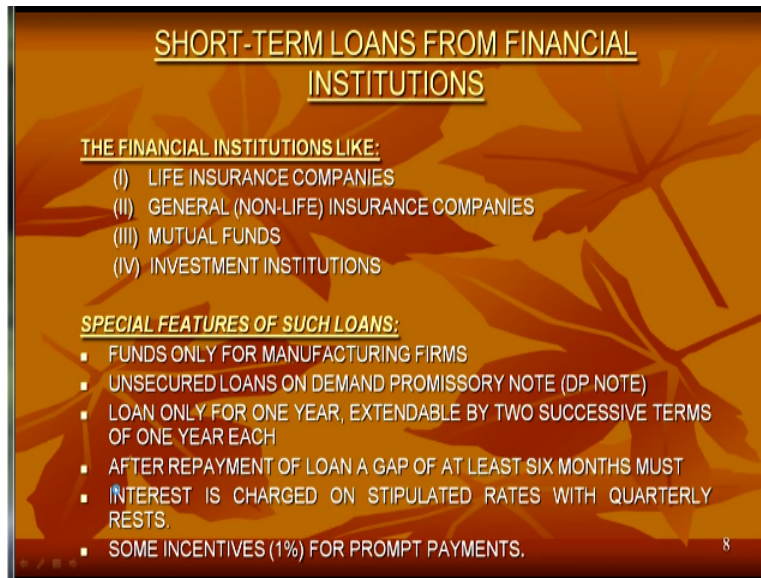 SHORT-TERM LOANS FROM FINANCIAL
INSTITUTIONS
THE FINANCIAL INSTITUTIONS LIKE:
(I) LIFE INSURANCE COMPANIES
(II) GENERAL (NON-LIFE) INSURANCE COMPANIES
(III) MUTUAL FUNDS
(IV) INVESTMENT INSTITUTIONS
SPECIAL FEATURES OF SUCH LOANS:
▪ FUNDS ONLY FOR MANUFACTURING FIRMS
▪ UNSECURED LOANS ON DEMAND PROMISSORY NOTE (DP NOTE)
▪ LOAN ONLY FOR ONE YEAR, EXTENDABLE BY TWO SUCCESSIVE TERMS
OF ONE YEAR EACH
▪ AFTER REPAYMENT OF LOAN A GAP OF AT LEAST SIX MONTHS MUST
▪ INTEREST IS CHARGED ON STIPULATED RATES WITH QUARTERLY
RESTS.
▪ SOME INCENTIVES (1%) FOR PROMPT PAYMENTS.
8